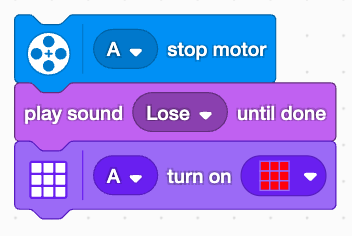 A stop motor
play sound Lose until done
A turn on